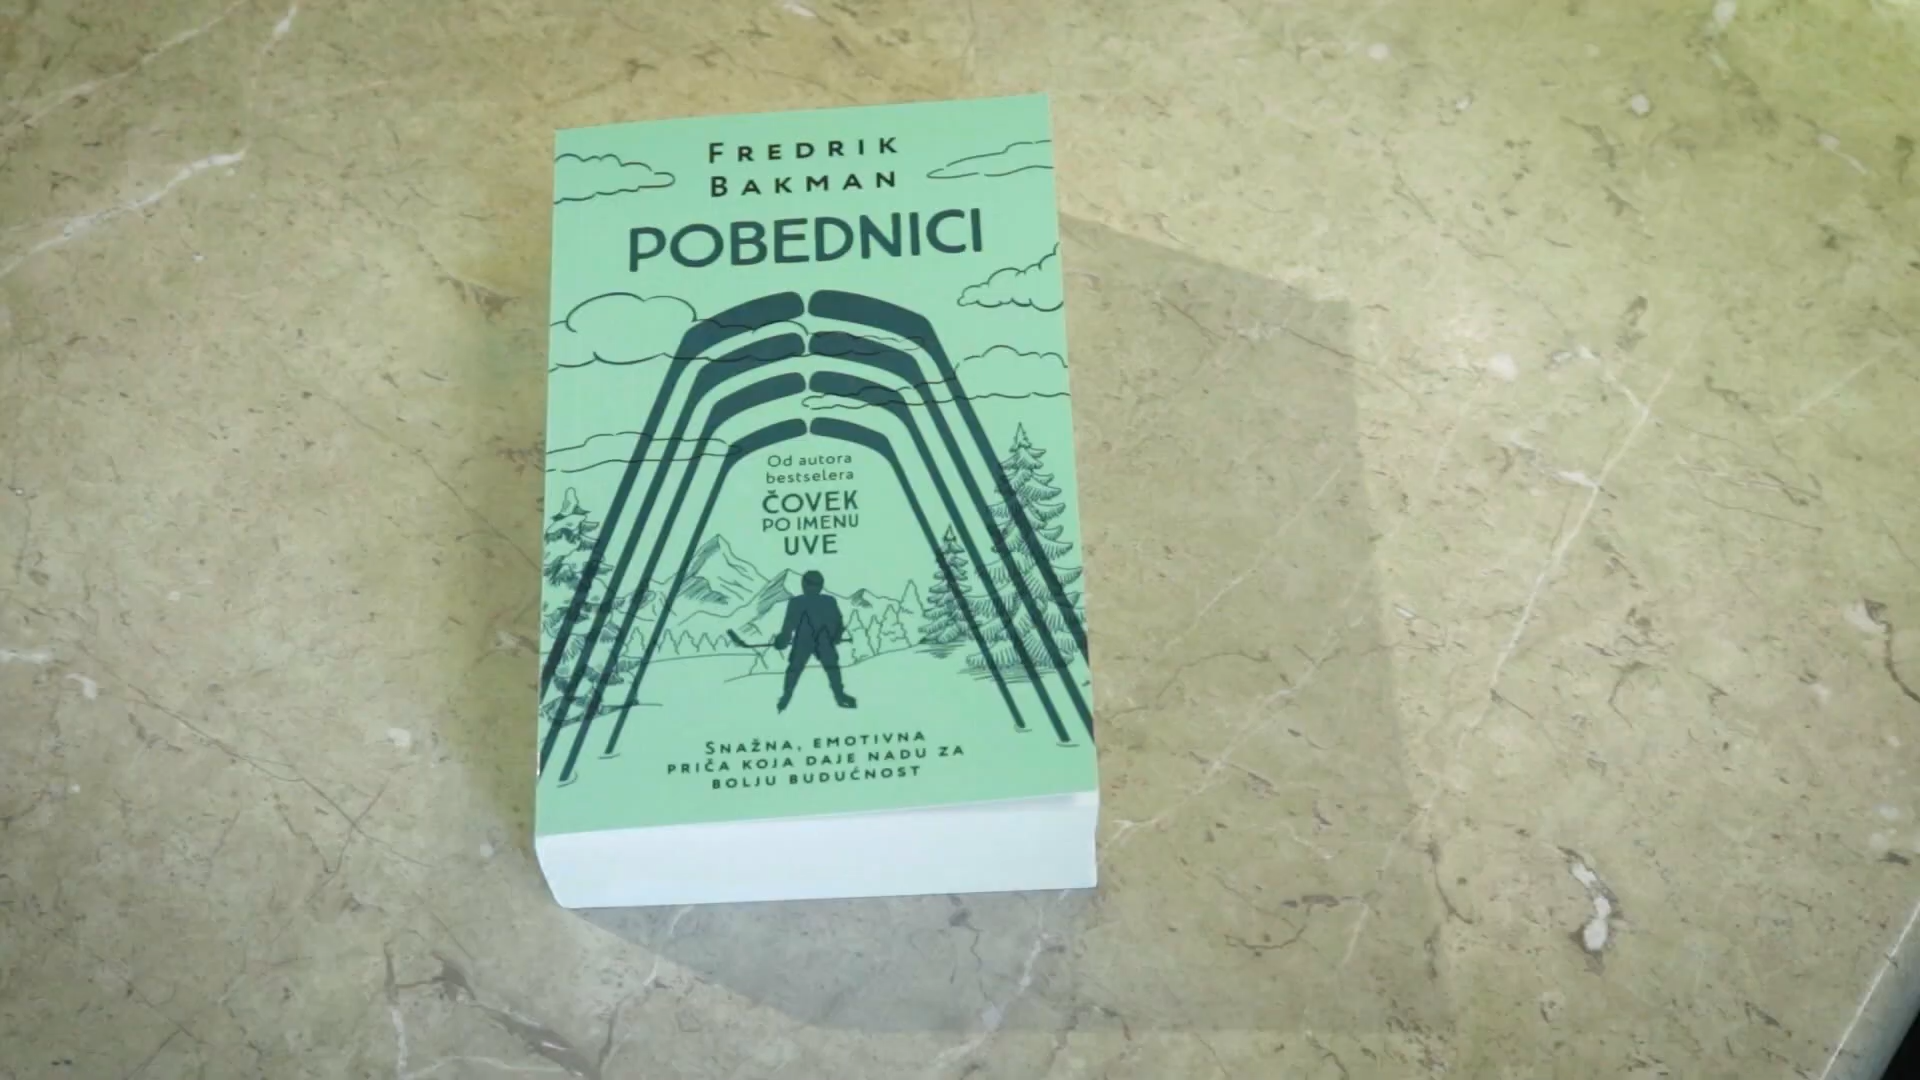 FREDRIK
BAKMAN
POBEDNICI
Od autora
bestselera
ČOVEK
PO IMENU
UVE
SNAŽNA, EMOTIVNA
PRIČA KOJA DAJE NADU ZA
BOLJU BUDUĆNOST